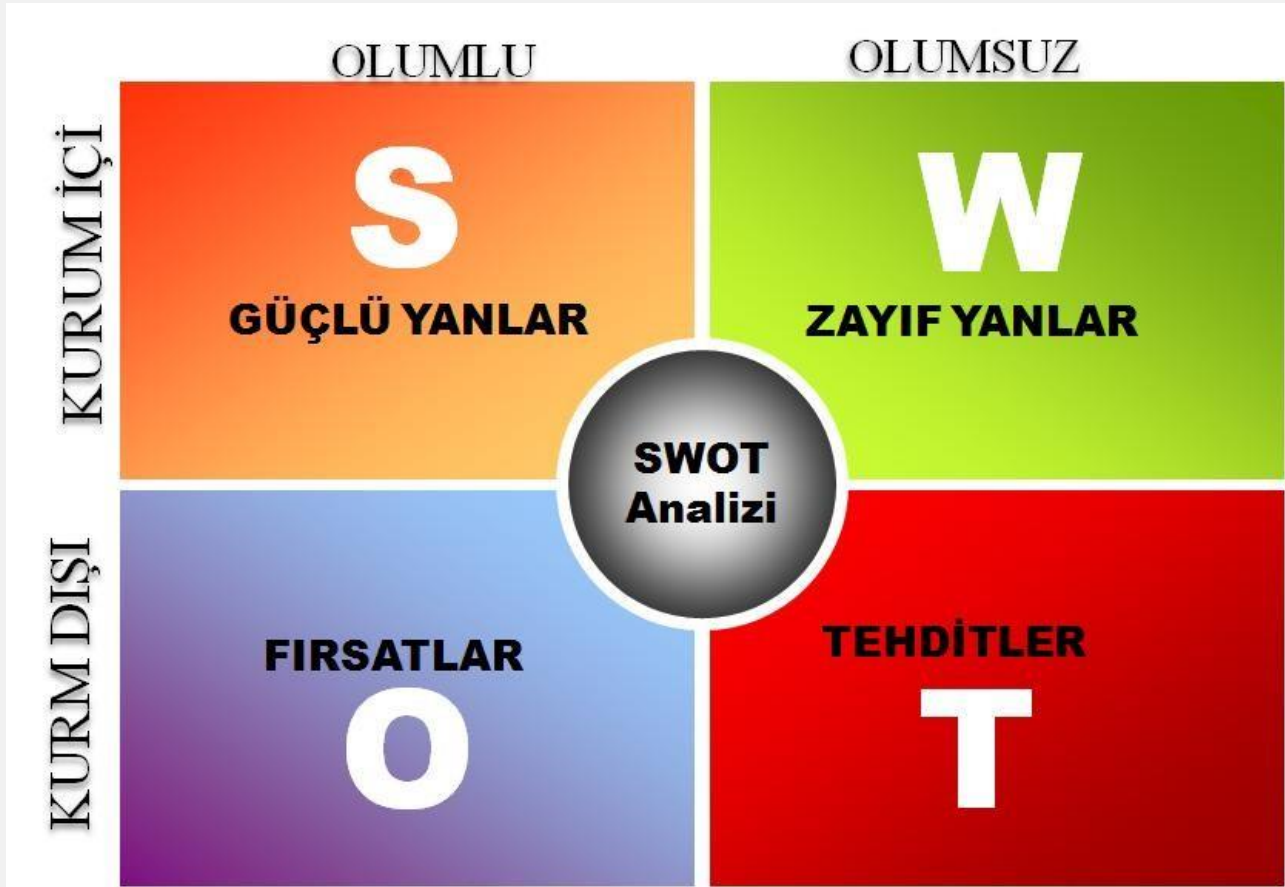 OLUMLU
OLUMSUZ
KURUM İÇİ
S
GÜÇLÜ YANLAR
W
ZAYIF YANLAR
SWOT
Analizi
KURM DIŞI
FIRSATLAR
O
TEHDİTLER
T